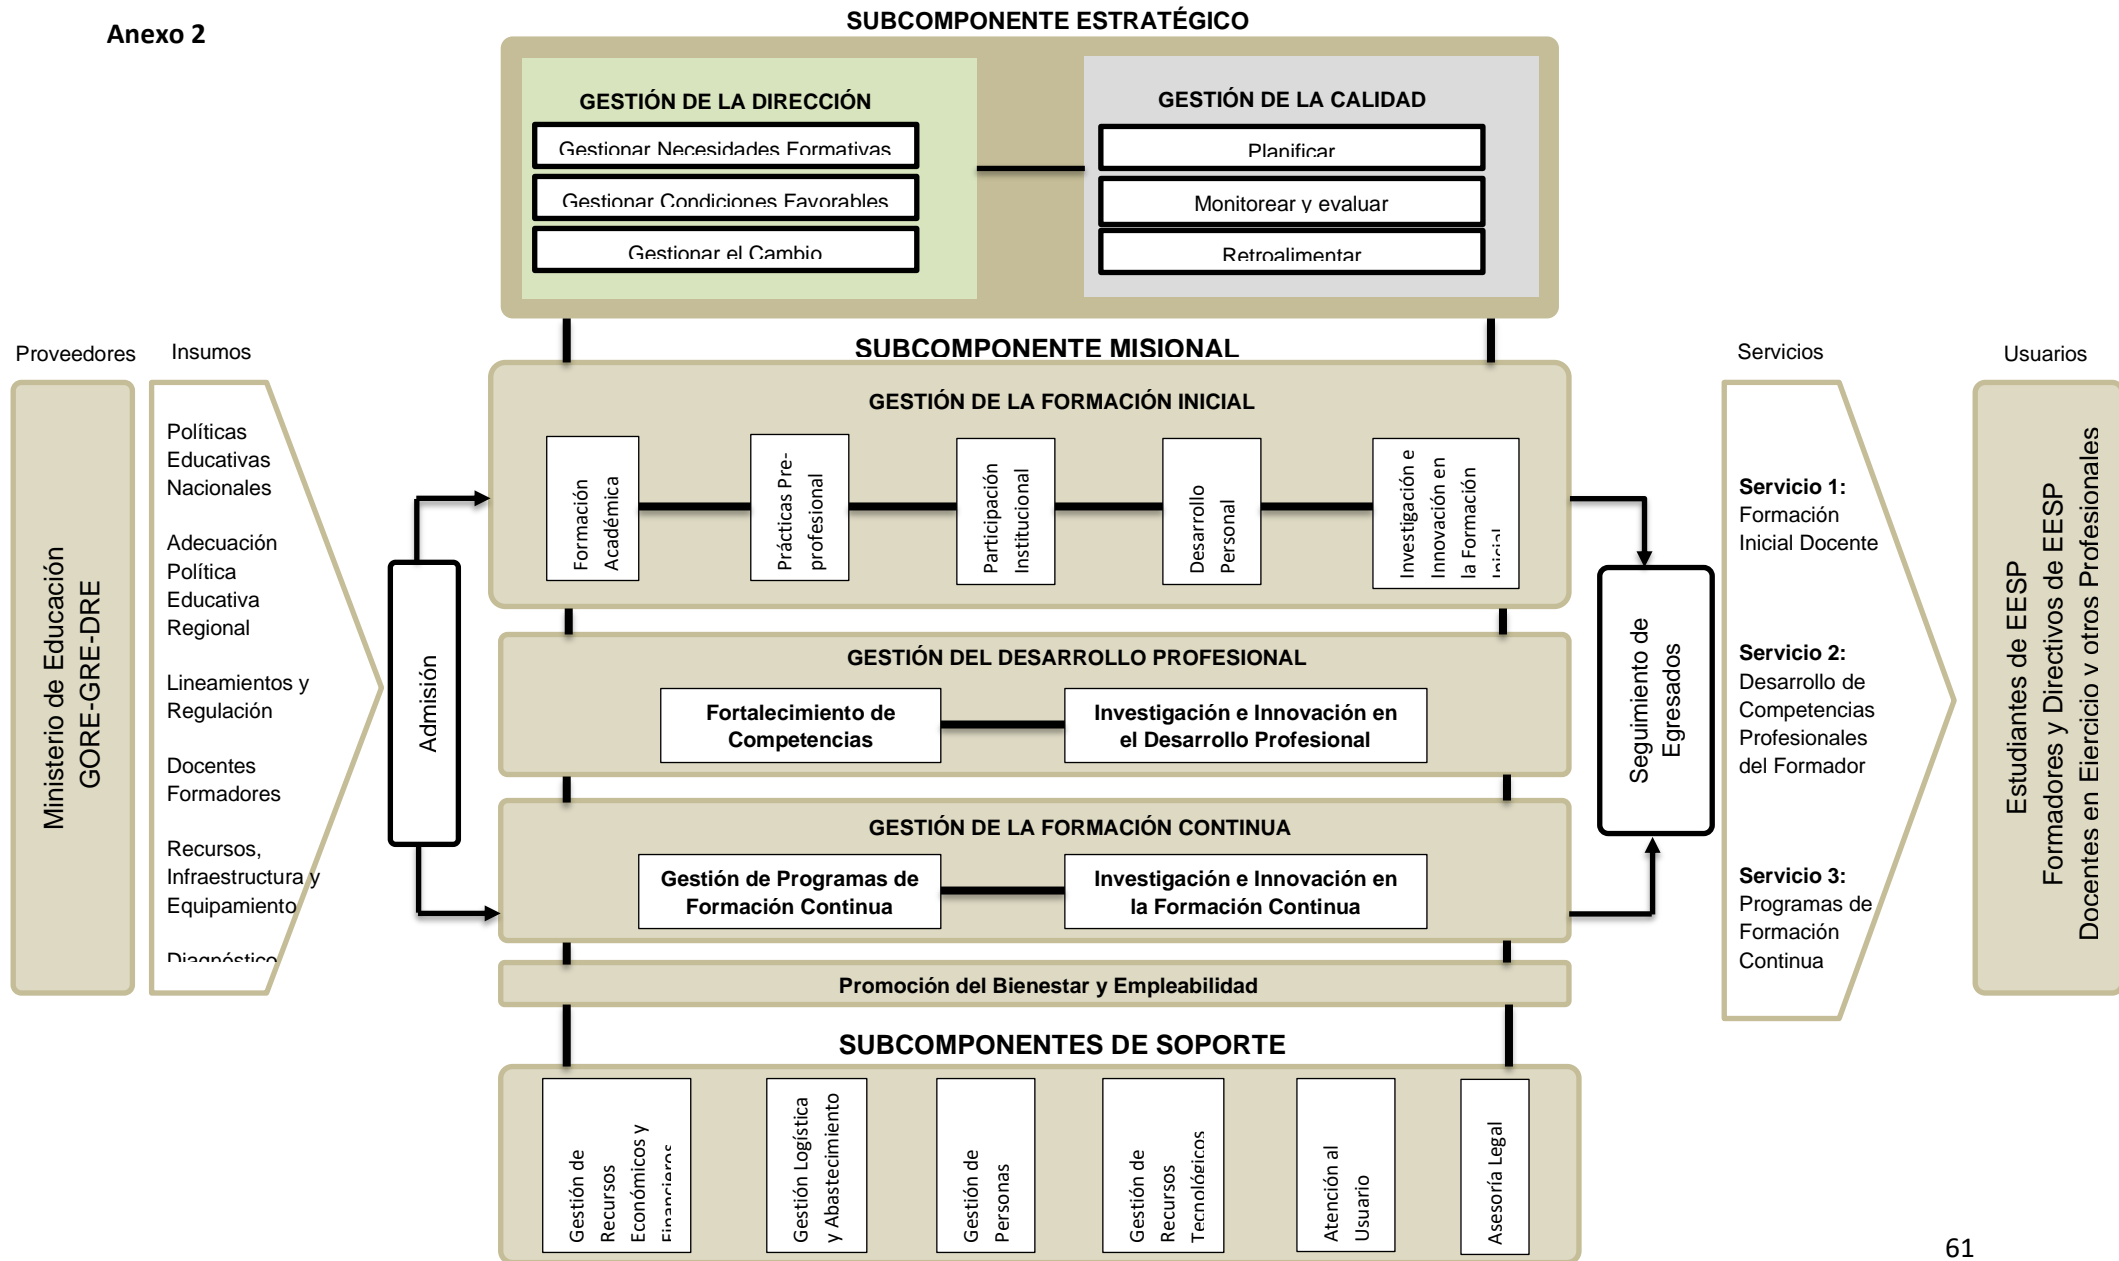 Anexo 2
SUBCOMPONENTE ESTRATÉGICO
GESTIÓN DE LA DIRECCIÓN
Gestionar Necesidades Formativas
Gestionar Condiciones Favorables
Gestionar el Cambio
GESTIÓN DE LA CALIDAD
Planificar
Monitorear y evaluar
Retroalimentar
Proveedores
Ministerio de Educación
GORE-GRE-DRE
Insumos
Políticas
Educativas
Nacionales
Adecuación
Política
Educativa
Regional
Lineamientos y
Regulación
Docentes
Formadores
Recursos,
Infraestructura y
Equipamiento
Diagnóstico
Admisión
SUBCOMPONENTE MISIONAL
GESTIÓN DE LA FORMACIÓN INICIAL
Formación
Académica
Prácticas Pre-
profesional
Participación
Institucional
Desarrollo
Personal
Investigación e
Innovación en
la Formación
Inicial
GESTIÓN DEL DESARROLLO PROFESIONAL
Fortalecimiento de
Competencias
Investigación e Innovación en
el Desarrollo Profesional
GESTIÓN DE LA FORMACIÓN CONTINUA
Gestión de Programas de
Formación Continua
Investigación e Innovación en
la Formación Continua
Promoción del Bienestar y Empleabilidad
SUBCOMPONENTES DE SOPORTE
Gestión de
Recursos
Económicos y
Financieros
Gestión Logística
y Abastecimiento
Gestión de
Personas
Gestión de
Recursos
Tecnológicos
Atención al
Usuario
Asesoría Legal
Seguimiento de
Egresados
Servicios
Servicio 1:
Formación
Inicial Docente
Servicio 2:
Desarrollo de
Competencias
Profesionales
del Formador
Servicio 3:
Programas de
Formación
Continua
Usuarios
Estudiantes de EESP
Formadores y Directivos de EESP
Docentes en Ejercicio y otros Profesionales
61